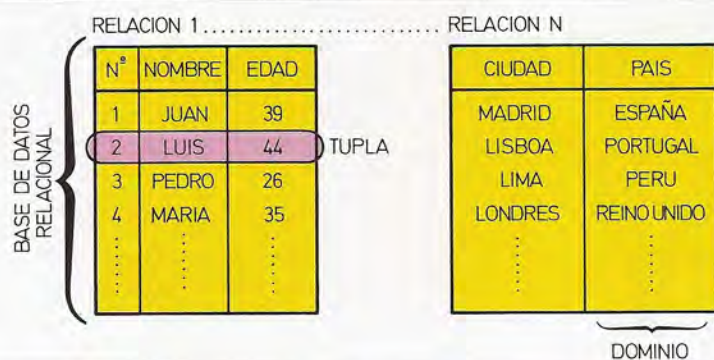 RELACION 1........................... RELACION N
Nº NOMBRE EDAD CIUDAD PAIS
1 JUAN 39 MADRID ESPAÑA
2 LUIS 44 TUPLA LISBOA PORTUGAL
3 PEDRO 26 LIMA PERU
4 MARIA 35 LONDRES REINO UNIDO
BASE DE DATOS
RELACIONAL
DOMINIO